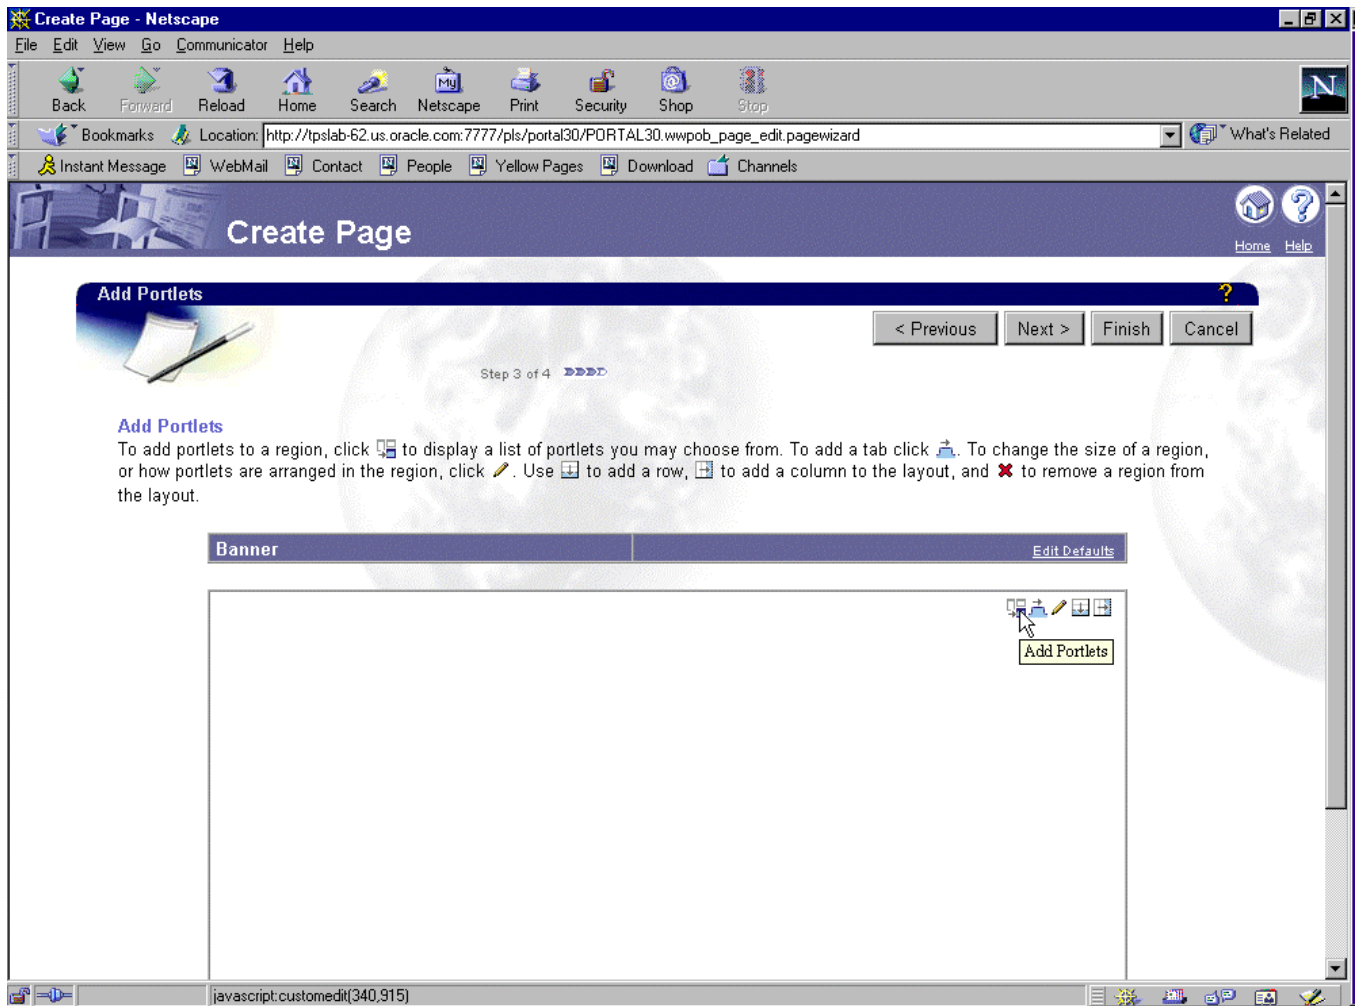 Create Page - Netscape
File Edit View Go Communicator Help
Back Forward Reload Home Search Netscape Print Security Shop Stop
Bookmarks Location: http://tpslab-62.us.oracle.com:7777/pls/portal30/PORTAL30.wwpob_page_edit.pagewizard What's Related
Instant Message WebMail Contact People Yellow Pages Download Channels
Create Page
Home Help
Add Portlets
< Previous Next > Finish Cancel
Step 3 of 4
Add Portlets
To add portlets to a region, click to display a list of portlets you may choose from. To add a tab click . To change the size of a region,
or how portlets are arranged in the region, click . Use to add a row, to add a column to the layout, and to remove a region from
the layout.
Banner Edit Defaults
Add Portlets
javascript:customedit(340,915)